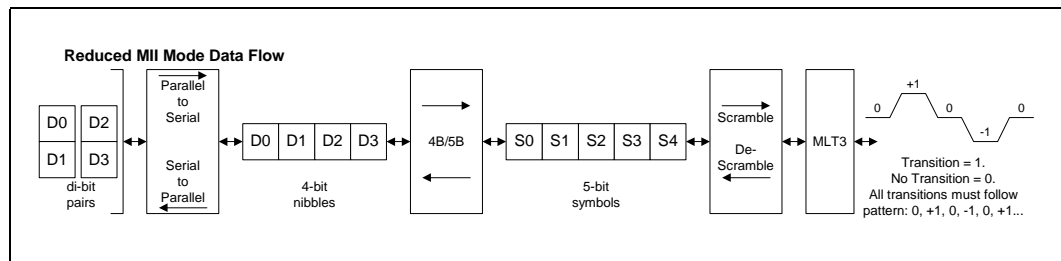 Reduced MII Mode Data Flow
D0 D2
D1 D3
di-bit
pairs
Parallel
to
Serial
Serial
to
Parallel
D0 D1 D2 D3
4-bit
nibbles
4B/5B
S0 S1 S2 S3 S4
5-bit
symbols
Scramble
De-
Scramble
MLT3
0 +1 0 -1 0
Transition = 1.
No Transition = 0.
All transitions must follow
pattern: 0, +1, 0, -1, 0, +1...